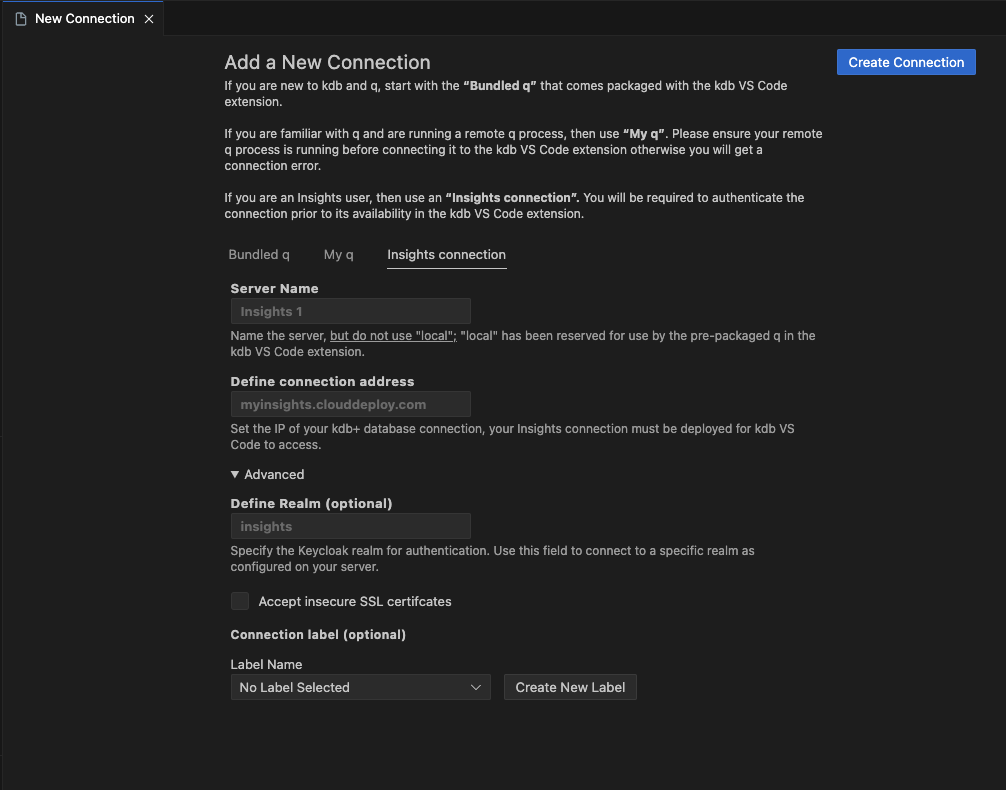 New Connection
Add a New Connection
Create Connection
If you are new to kdb and q, start with the “Bundled q” that comes packaged with the kdb VS Code
extension.
If you are familiar with q and are running a remote q process, then use “My q”. Please ensure your remote
q process is running before connecting it to the kdb VS Code extension otherwise you will get a
connection error.
If you are an Insights user, then use an “Insights connection”. You will be required to authenticate the
connection prior to its availability in the kdb VS Code extension.
Bundled q My q Insights connection
Server Name
Insights 1
Name the server, but do not use "local"; "local" has been reserved for use by the pre-packaged q in the
kdb VS Code extension.
Define connection address
myinsights.clouddeploy.com
Set the IP of your kdb+ database connection, your Insights connection must be deployed for kdb VS
Code to access.
Advanced
Define Realm (optional)
insights
Specify the Keycloak realm for authentication. Use this field to connect to a specific realm as
configured on your server.
Accept insecure SSL certifcates
Connection label (optional)
Label Name
No Label Selected
Create New Label